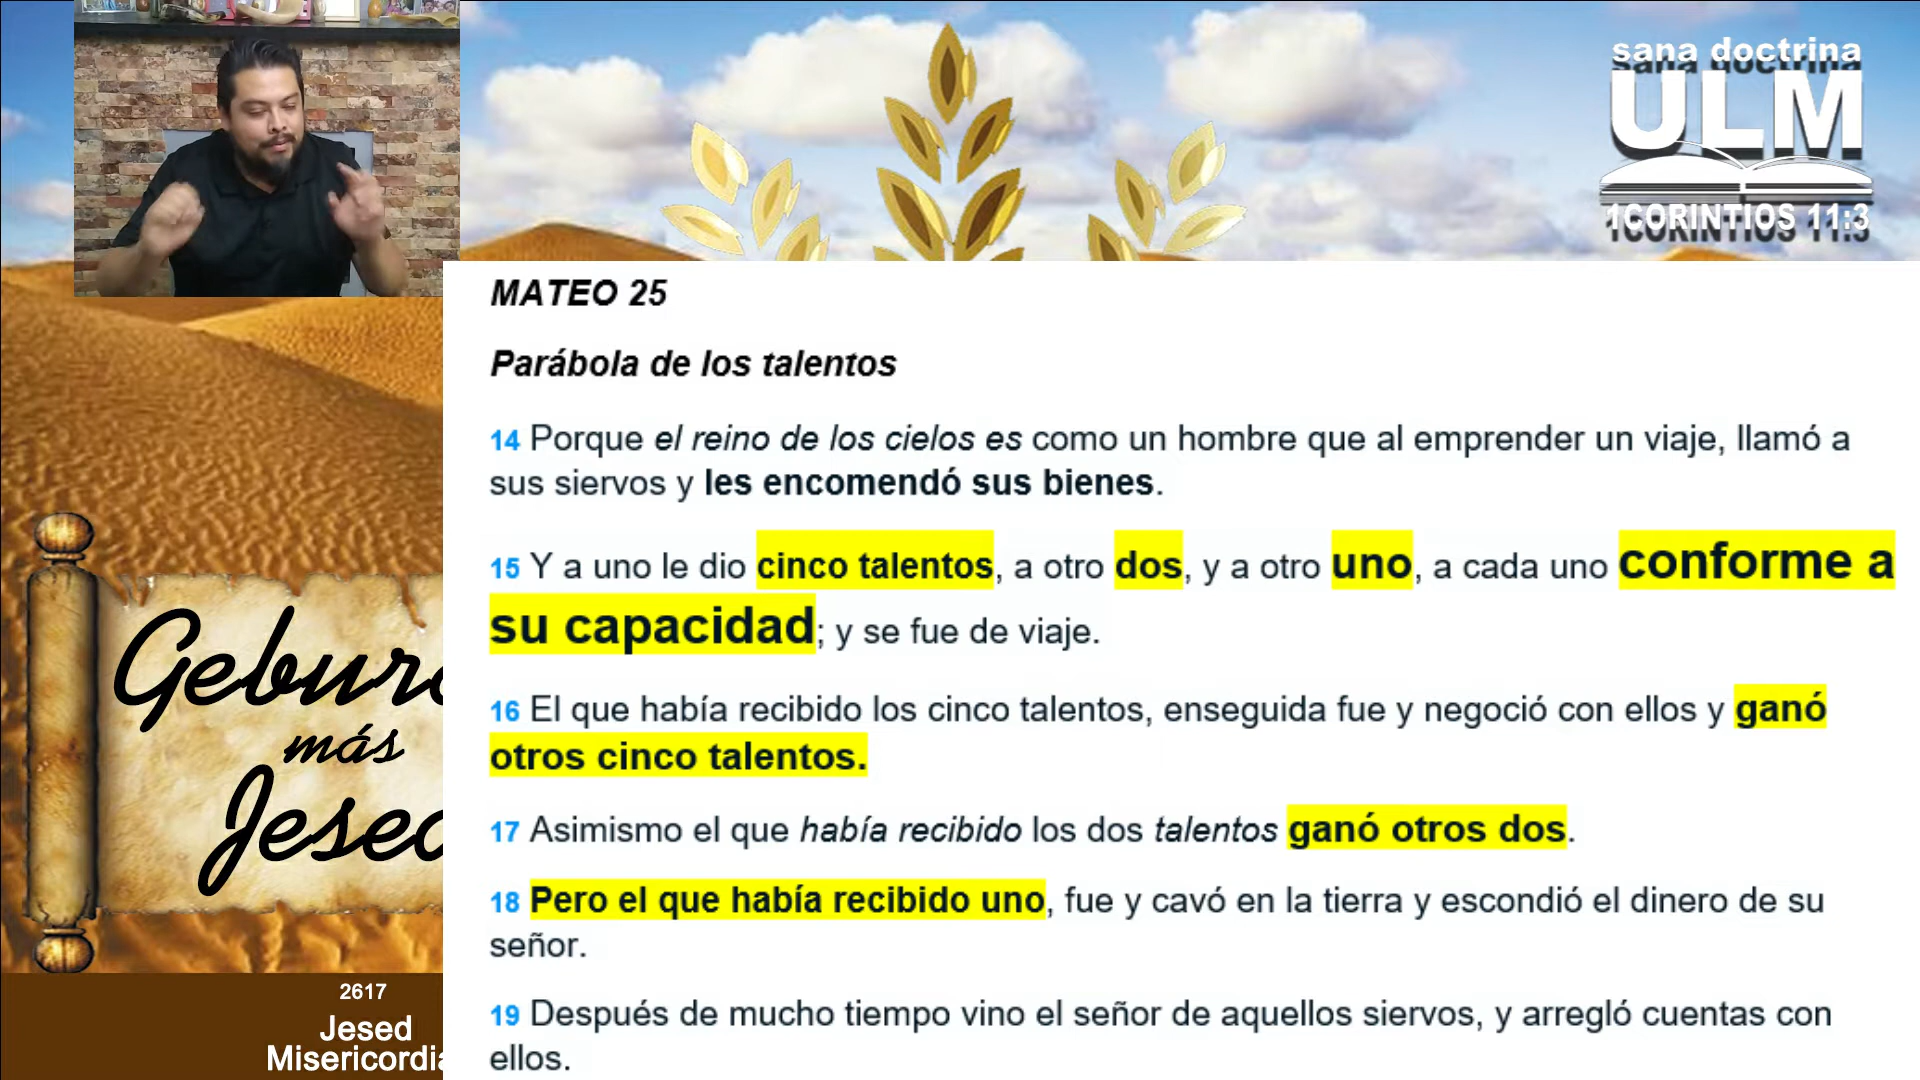 sana doctrina
ULM
1CORINTIOS 11:3
MATEO 25
Parábola de los talentos
14 Porque el reino de los cielos es como un hombre que al emprender un viaje, llamó a
sus siervos y les encomendó sus bienes.
15 Y a uno le dio cinco talentos, a otro dos, y a otro uno, a cada uno conforme a
su capacidad; y se fue de viaje.
16 El que había recibido los cinco talentos, enseguida fue y negoció con ellos y ganó
otros cinco talentos.
17 Asimismo el que había recibido los dos talentos ganó otros dos.
18 Pero el que había recibido uno, fue y cavó en la tierra y escondió el dinero de su
señor.
19 Después de mucho tiempo vino el señor de aquellos siervos, y arregló cuentas con
ellos.
más
2617
Jesed
Misericordia